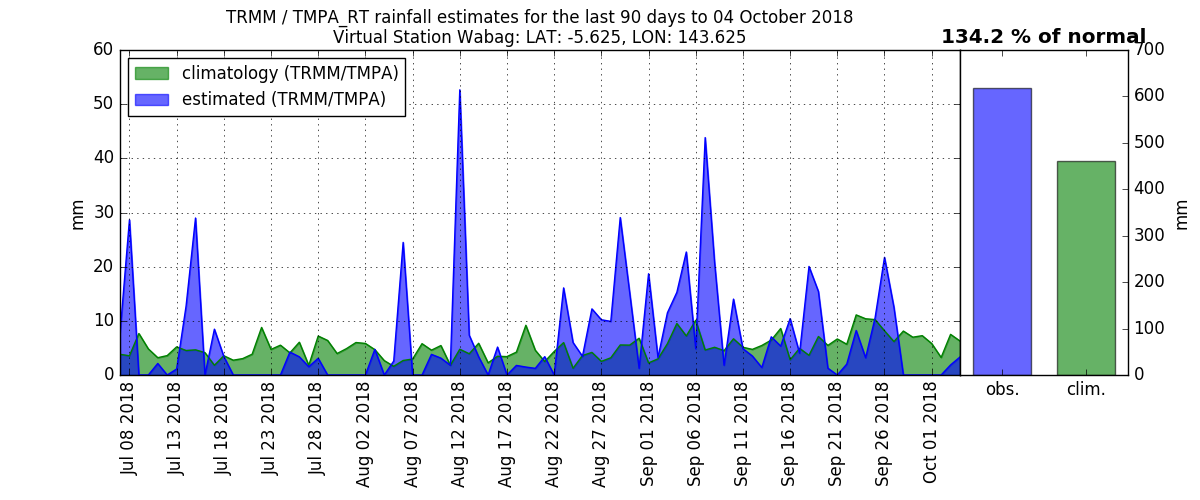 TRMM / TMPA_RT rainfall estimates for the last 90 days to 04 October 2018
Virtual Station Wabag: LAT: -5.625, LON: 143.625
134.2 % of normal
climatology (TRMM/TMPA)
estimated (TRMM/TMPA)
mm
60
50
40
30
20
10
0
Jul 08 2018
Jul 13 2018
Jul 18 2018
Jul 23 2018
Jul 28 2018
Aug 02 2018
Aug 07 2018
Aug 12 2018
Aug 17 2018
Aug 22 2018
Aug 27 2018
Sep 01 2018
Sep 06 2018
Sep 11 2018
Sep 16 2018
Sep 21 2018
Sep 26 2018
Oct 01 2018
obs.
clim.
700
600
500
400
300
200
100
0
mm